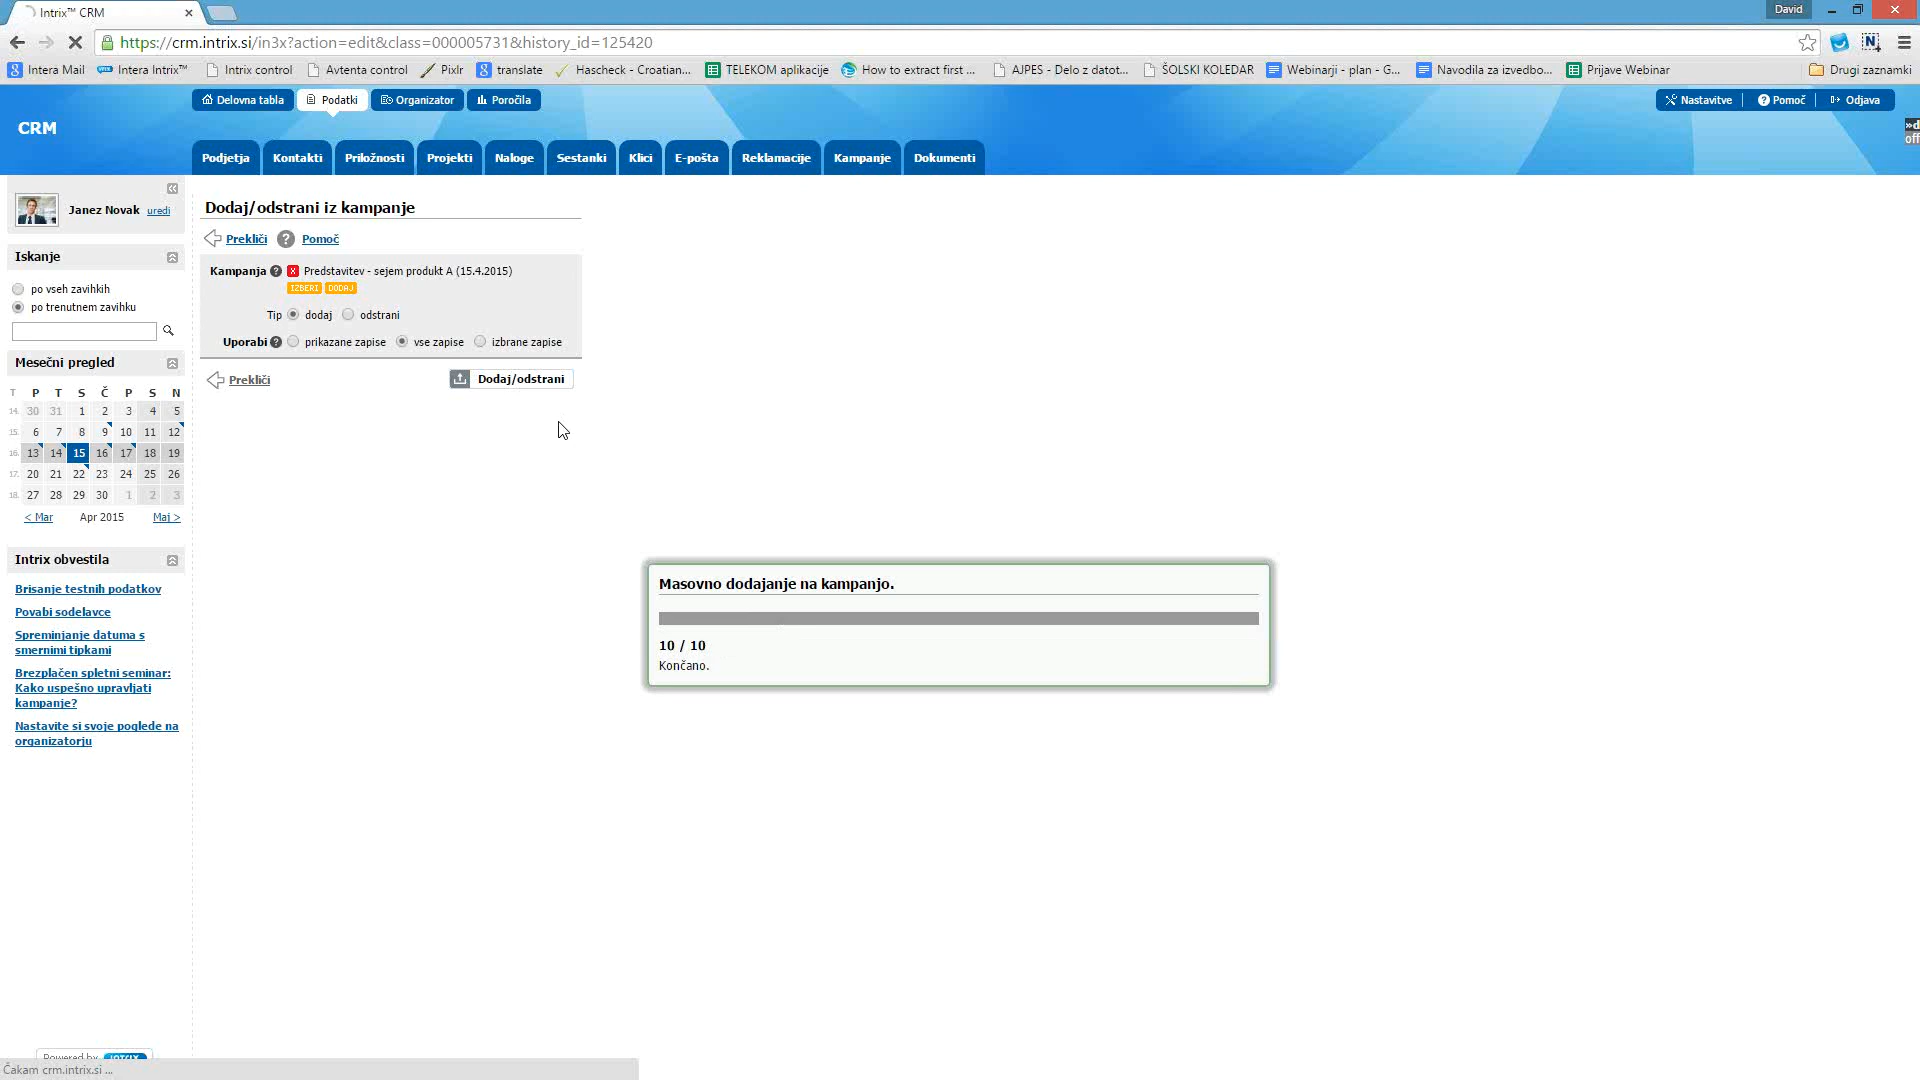 Intrix™ CRM
David
https://crm.intrix.si/in3x?action=edit&class=000005731&history_id=125420
Intera Mail
Intera Intrix™
Intrix control
Avtenta control
Pixlr
translate
Hascheck - Croatian...
TELEKOM aplikacije
How to extract first ...
AJPES - Delo z datot...
ŠOLSKI KOLEDAR
Webinarji - plan - G...
Navodila za izvedbo...
Prijave Webinar
Drugi zaznamki
Delovna tabla
Podatki
Organizator
Poročila
Nastavitve
Pomoč
Odjava
CRM
»d
off
Podjetja
Kontakti
Priložnosti
Projekti
Naloge
Sestanki
Klici
E-pošta
Reklamacije
Kampanje
Dokumenti
Janez Novak uredi
Iskanje
po vseh zavihkih
po trenutnem zavihku
Mesečni pregled
T P T S Č P S N
14. 30 31 1 2 3 4 5
15. 6 7 8 9 10 11 12
16. 13 14 15 16 17 18 19
17. 20 21 22 23 24 25 26
18. 27 28 29 30 1 2 3
< Mar Apr 2015 Maj >
Intrix obvestila
Brisanje testnih podatkov
Povabi sodelavce
Spreminjanje datuma s
smernimi tipkami
Brezplačen spletni seminar:
Kako uspešno upravljati
kampanje?
Nastavite si svoje poglede na
organizatorju
Powered by intrix
Čakam crm.intrix.si ...
Dodaj/odstrani iz kampanje
Prekliči ? Pomoč
Kampanja ? x Predstavitev - sejem produkt A (15.4.2015)
IZBERI DODAJ
Tip dodaj odstrani
Uporabi ? prikazane zapise vse zapise izbrane zapise
Prekliči Dodaj/odstrani
Masovno dodajanje na kampanjo.
10 / 10
Končano.